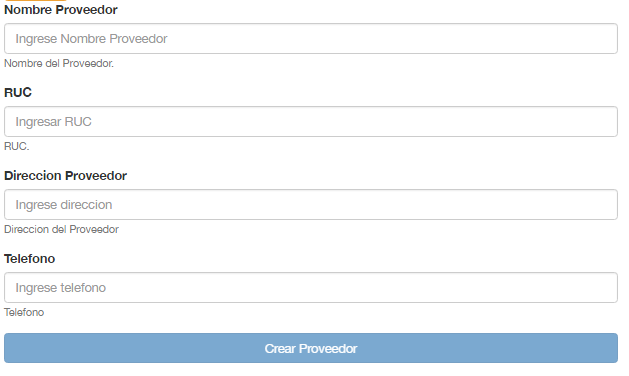 Nombre Proveedor
Ingrese Nombre Proveedor
Nombre del Proveedor.
RUC
Ingresar RUC
RUC.
Direccion Proveedor
Ingrese direccion
Direccion del Proveedor
Telefono
Ingrese telefono
Telefono
Crear Proveedor